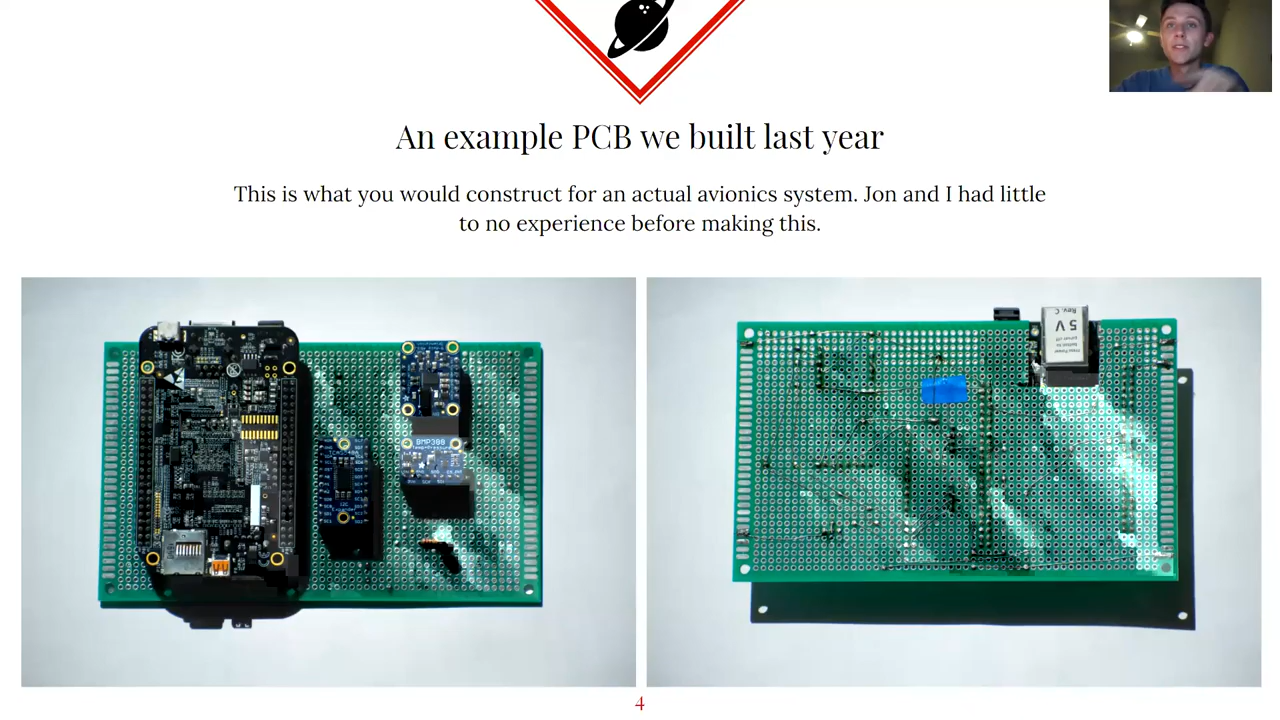 An example PCB we built last year
This is what you would construct for an actual avionics system. Jon and I had little
to no experience before making this.
BMP388
5 V
Rev. C
4